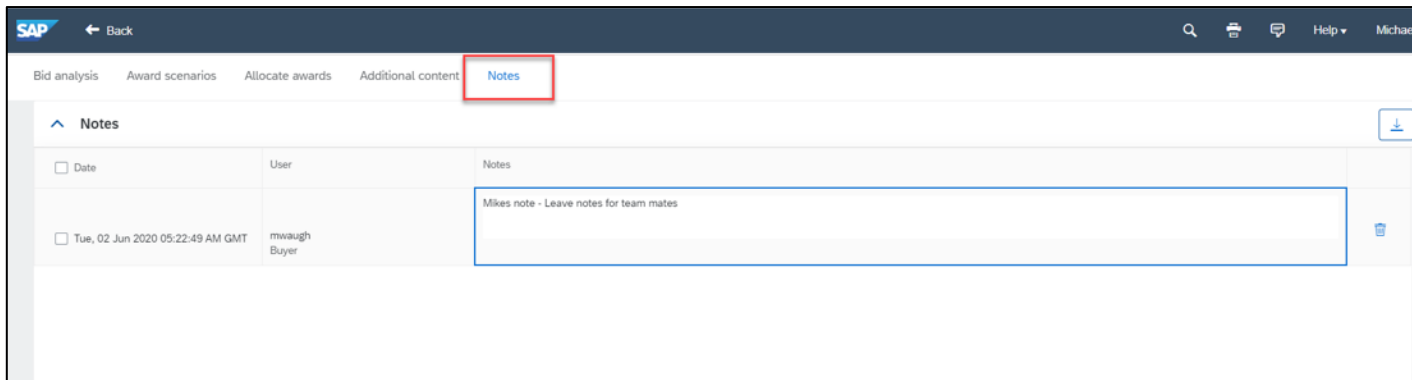 SAP Back Help Michae
Bid analysis Award scenarios Allocate awards Additional content Notes
Notes
Date User Notes
Mikes note - Leave notes for team mates
Tue, 02 Jun 2020 05:22:49 AM GMT mwaugh
Buyer